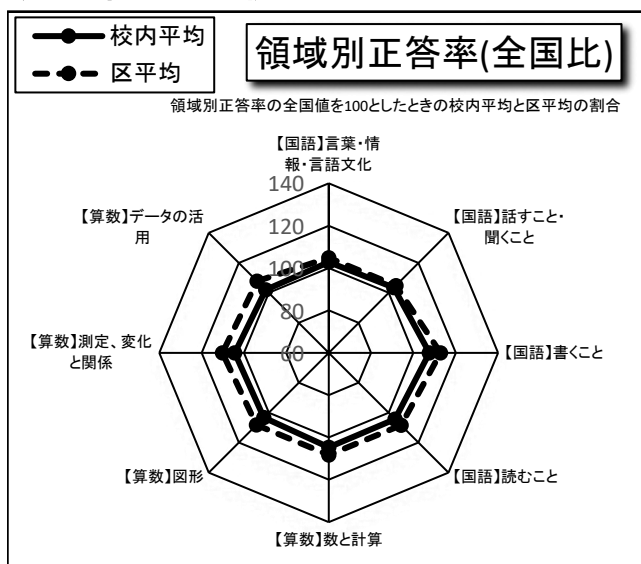 校内平均
区平均
領域別正答率(全国比)
領域別正答率の全国値を100としたときの校内平均と区平均の割合
【国語】言葉・情
報・言語文化
【国語】話すこと・
聞くこと
【国語】書くこと
【国語】読むこと
【算数】数と計算
【算数】図形
【算数】測定、変化
と関係
【算数】データの活
用
140
120
100
80
60